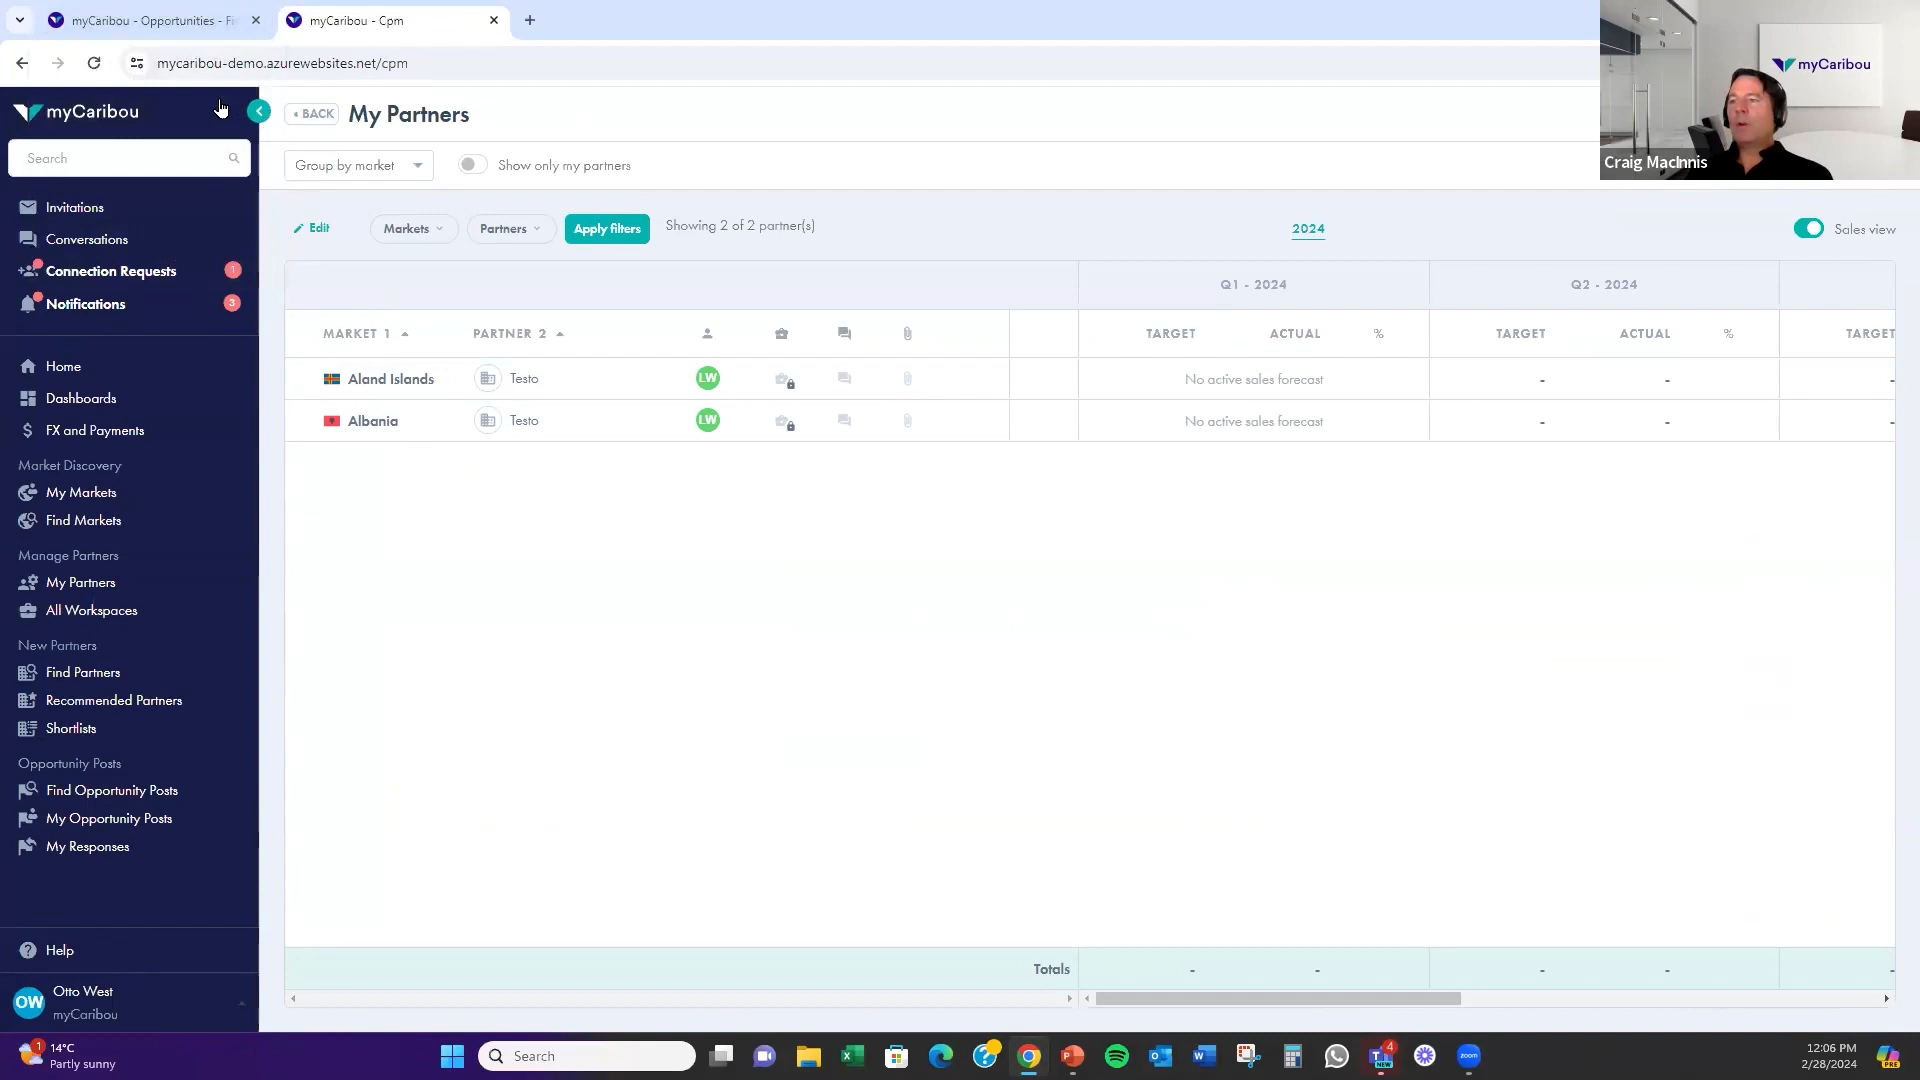 myCaribou - Opportunities - Fi
myCaribou - Cpm
mycaribou-demo.azurewebsites.net/cpm
myCaribou
Craig MacInnis
myCaribou
Search
Invitations
Conversations
Connection Requests 1
Notifications 3
Home
Dashboards
FX and Payments
Market Discovery
My Markets
Find Markets
Manage Partners
My Partners
All Workspaces
New Partners
Find Partners
Recommended Partners
Shortlists
Opportunity Posts
Find Opportunity Posts
My Opportunity Posts
My Responses
Help
OW Otto West
myCaribou
BACK My Partners
Group by market Show only my partners
Edit Markets Partners Apply filters Showing 2 of 2 partner(s) 2024 Sales view
Q1 - 2024 Q2 - 2024
MARKET 1 PARTNER 2 TARGET ACTUAL % TARGET ACTUAL % TARGET
Aland Islands Testo LW No active sales forecast - - -
Albania Testo LW No active sales forecast - - -
Totals - - - - -
1 14°C
Partly sunny
Search
4
NEW
zoom
12:06 PM
2/28/2024
PRE